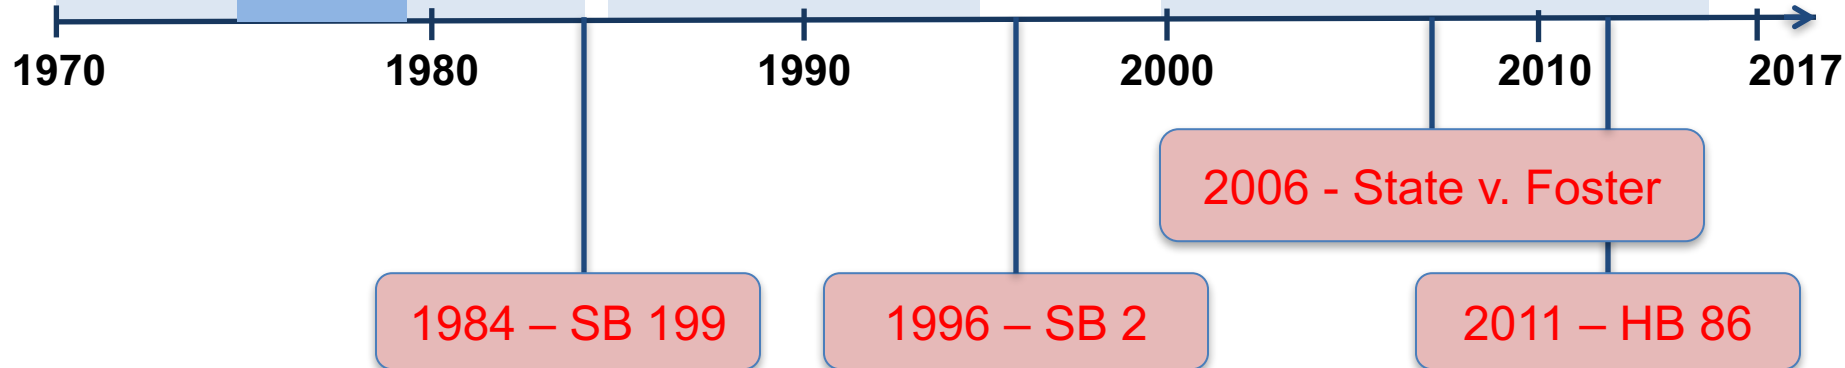 1970 1980 1990 2000 2010 2017
2006 - State v. Foster
1984 – SB 199
1996 – SB 2
2011 – HB 86